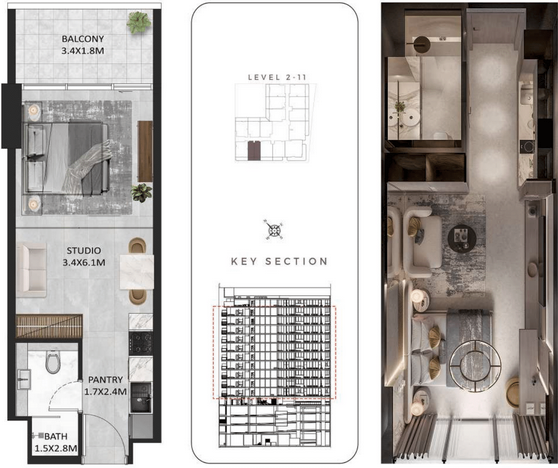 BALCONY
3.4X1.8M
STUDIO
3.4X6.1M
PANTRY
1.7X2.4M
BATH
1.5X2.8M
LEVEL 2-11
KEY SECTION